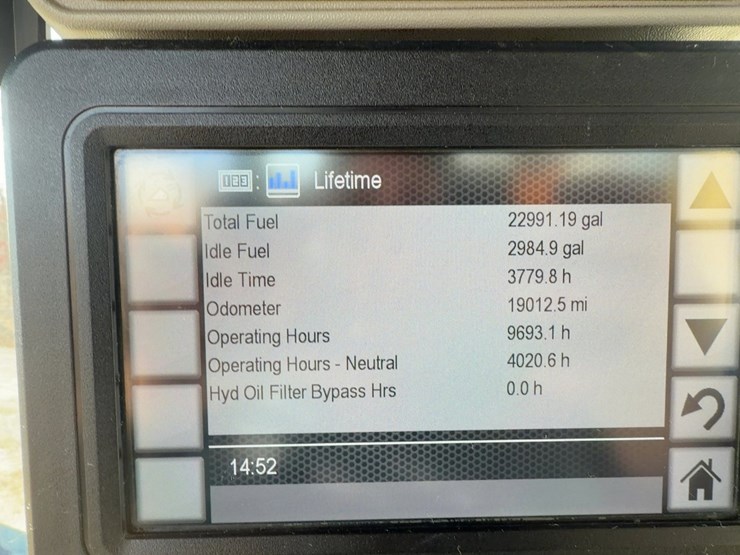 123 : Lifetime
Total Fuel 22991.19 gal
Idle Fuel 2984.9 gal
Idle Time 3779.8 h
Odometer 19012.5 mi
Operating Hours 9693.1 h
Operating Hours - Neutral 4020.6 h
Hyd Oil Filter Bypass Hrs 0.0 h
14:52